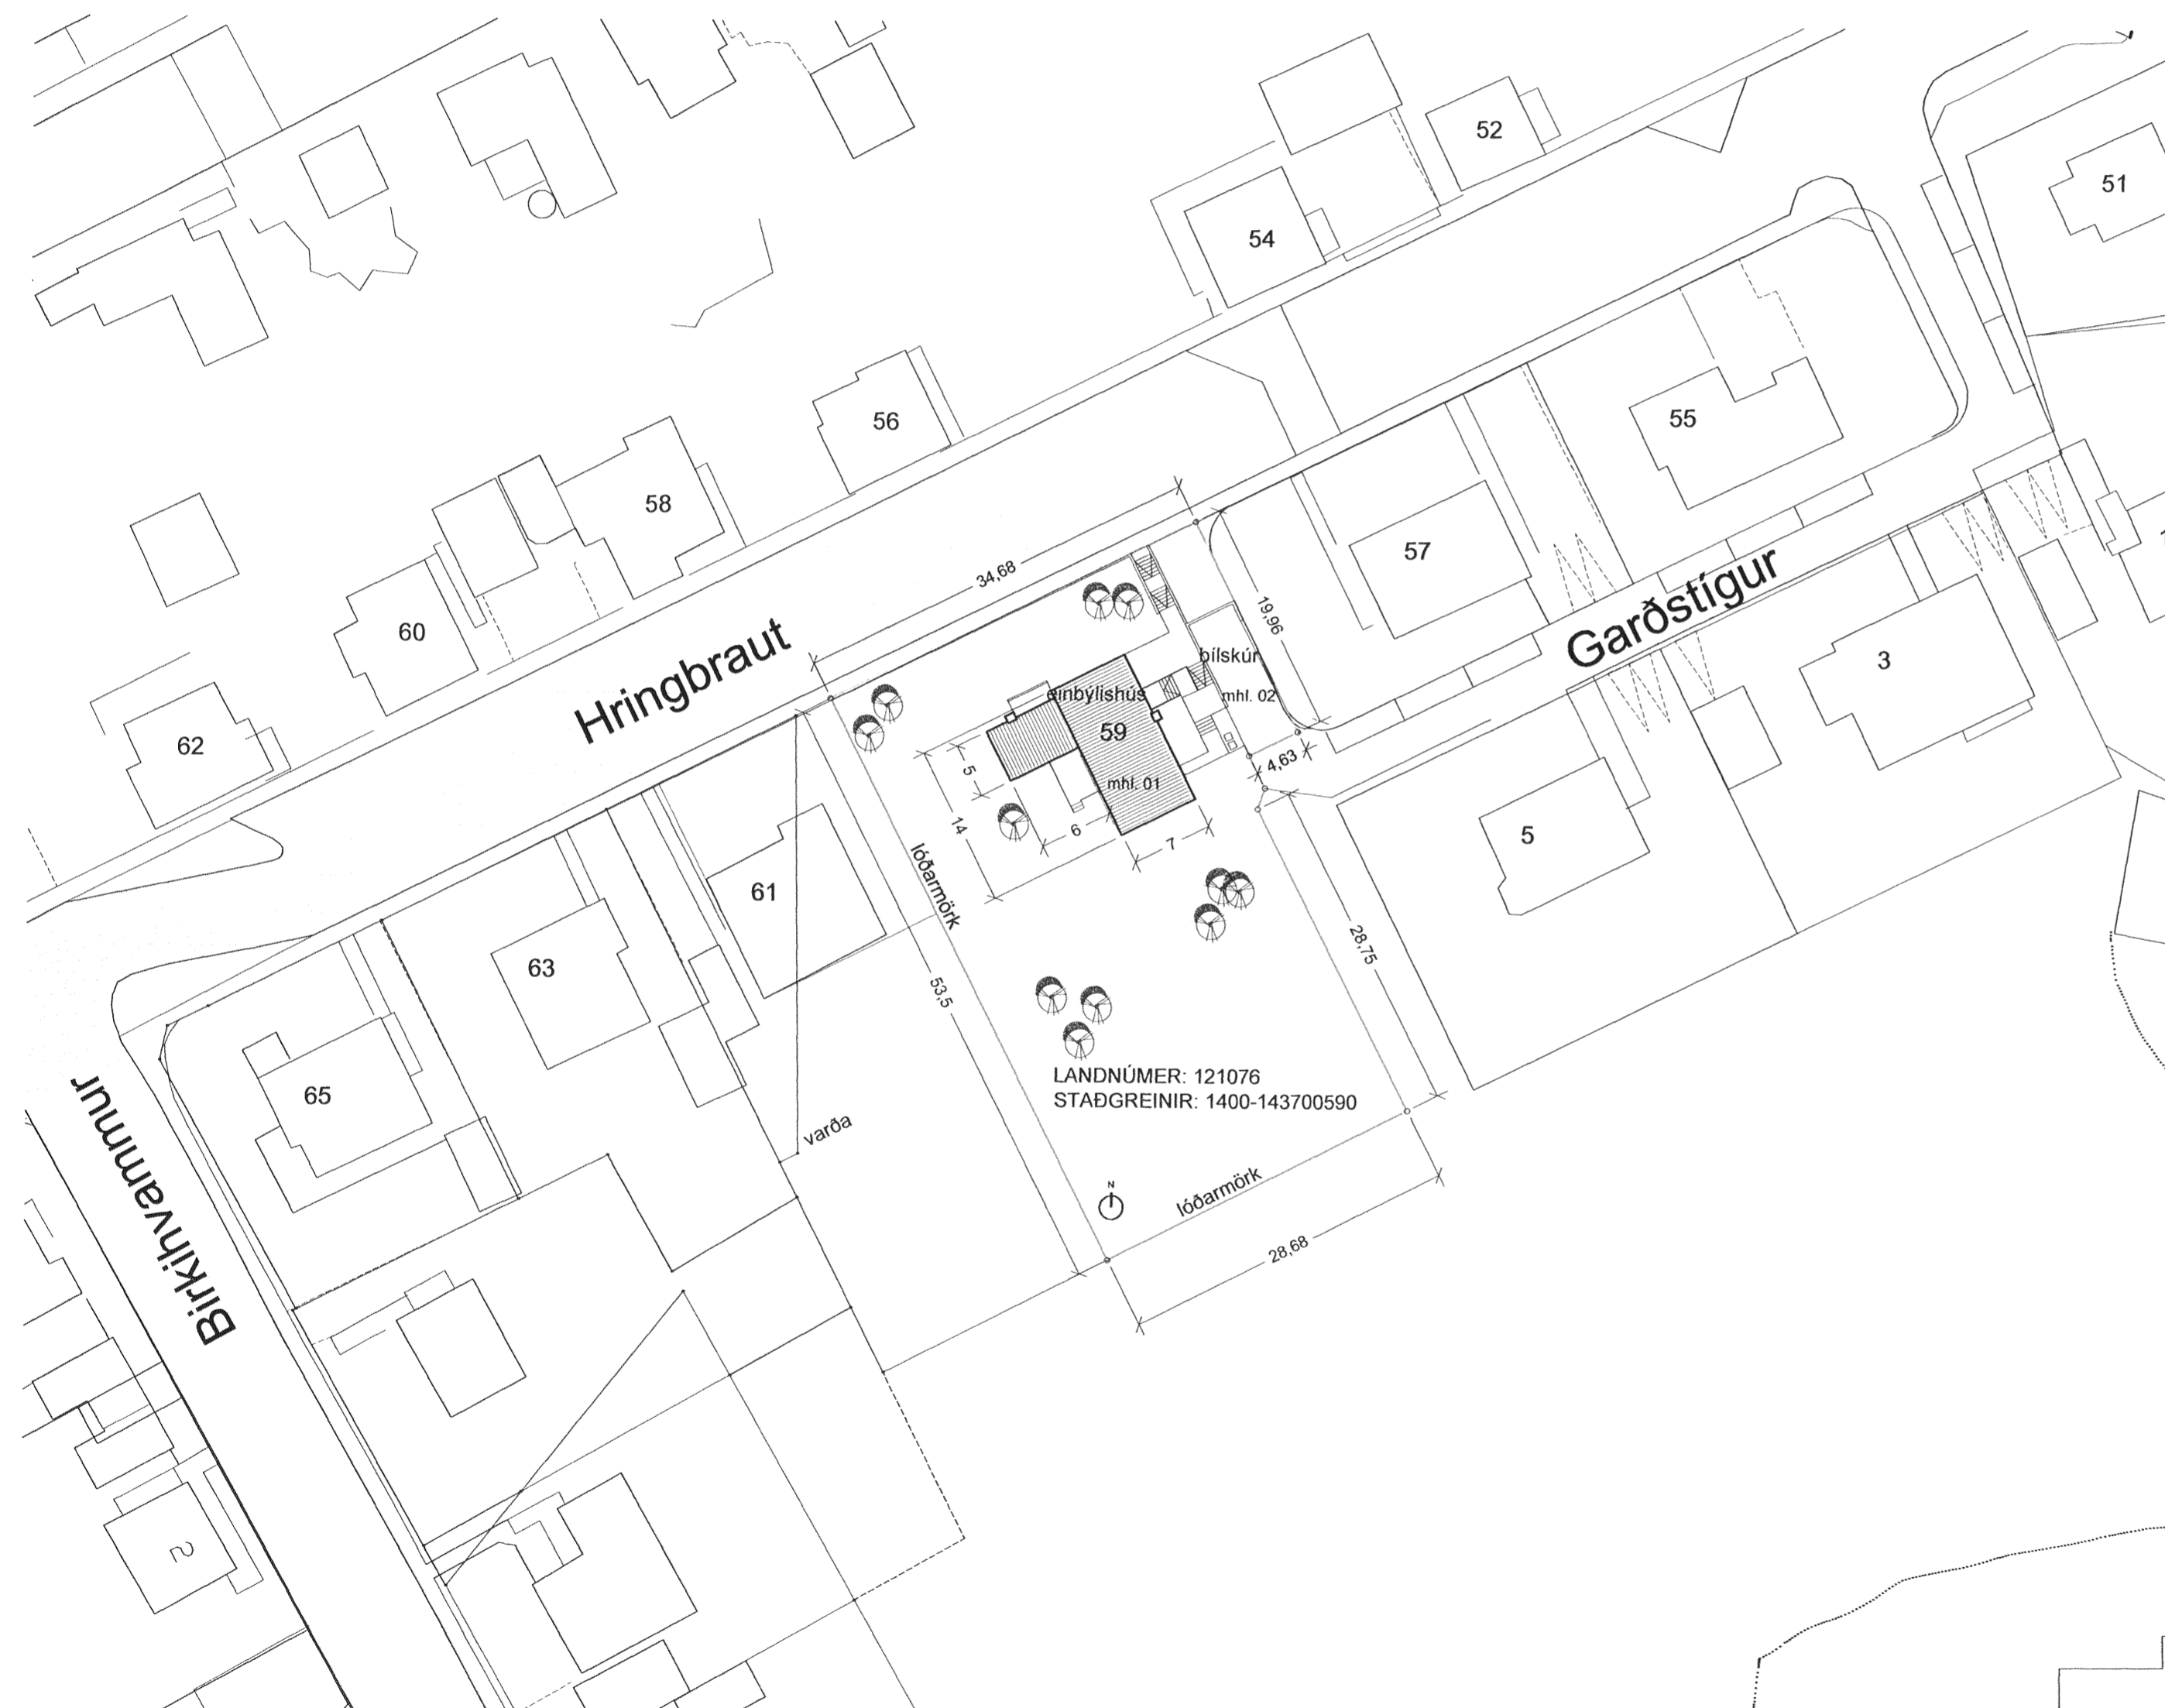 52
51
54
55
56
58
57
34,68
19,96
60
Hringbraut
Garðstígur
bílskúr
mhl. 02
3
einbýlishús
59
mhl. 01
62
5
4,63
14
6
7
5
61
lóðarmörk
63
28,75
53,5
65
LANDNÚMER: 121076
STAÐGREINIR: 1400-143700590
varða
N
lóðarmörk
28,68
Birkihvammur
2